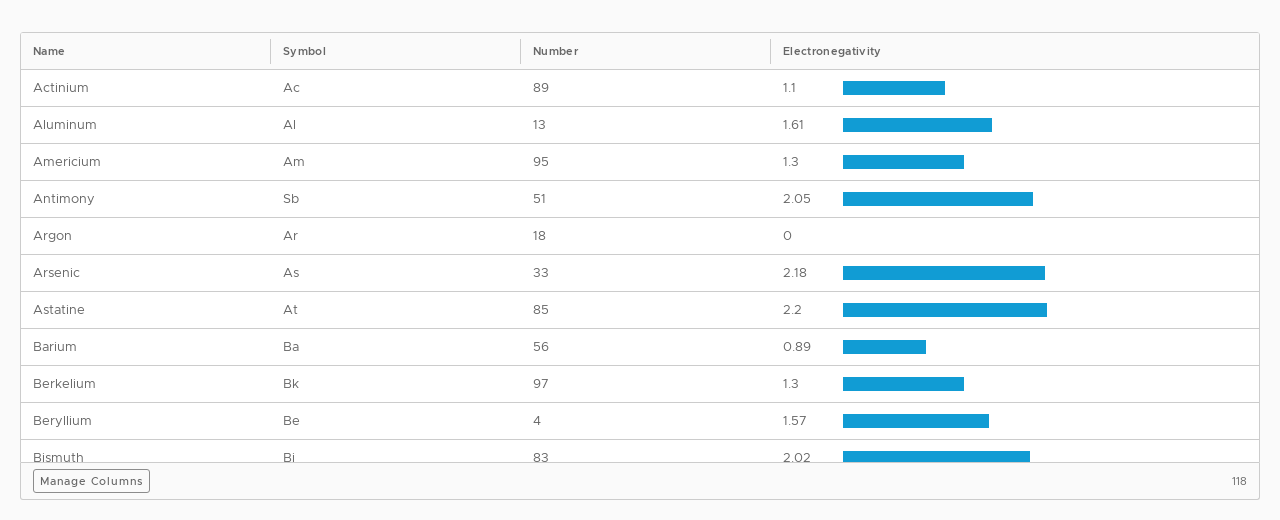 Name Symbol Number Electronegativity
Actinium Ac 89 1.1
Aluminum Al 13 1.61
Americium Am 95 1.3
Antimony Sb 51 2.05
Argon Ar 18 0
Arsenic As 33 2.18
Astatine At 85 2.2
Barium Ba 56 0.89
Berkelium Bk 97 1.3
Beryllium Be 4 1.57
Bismuth Bi 83 2.02
Manage Columns 118